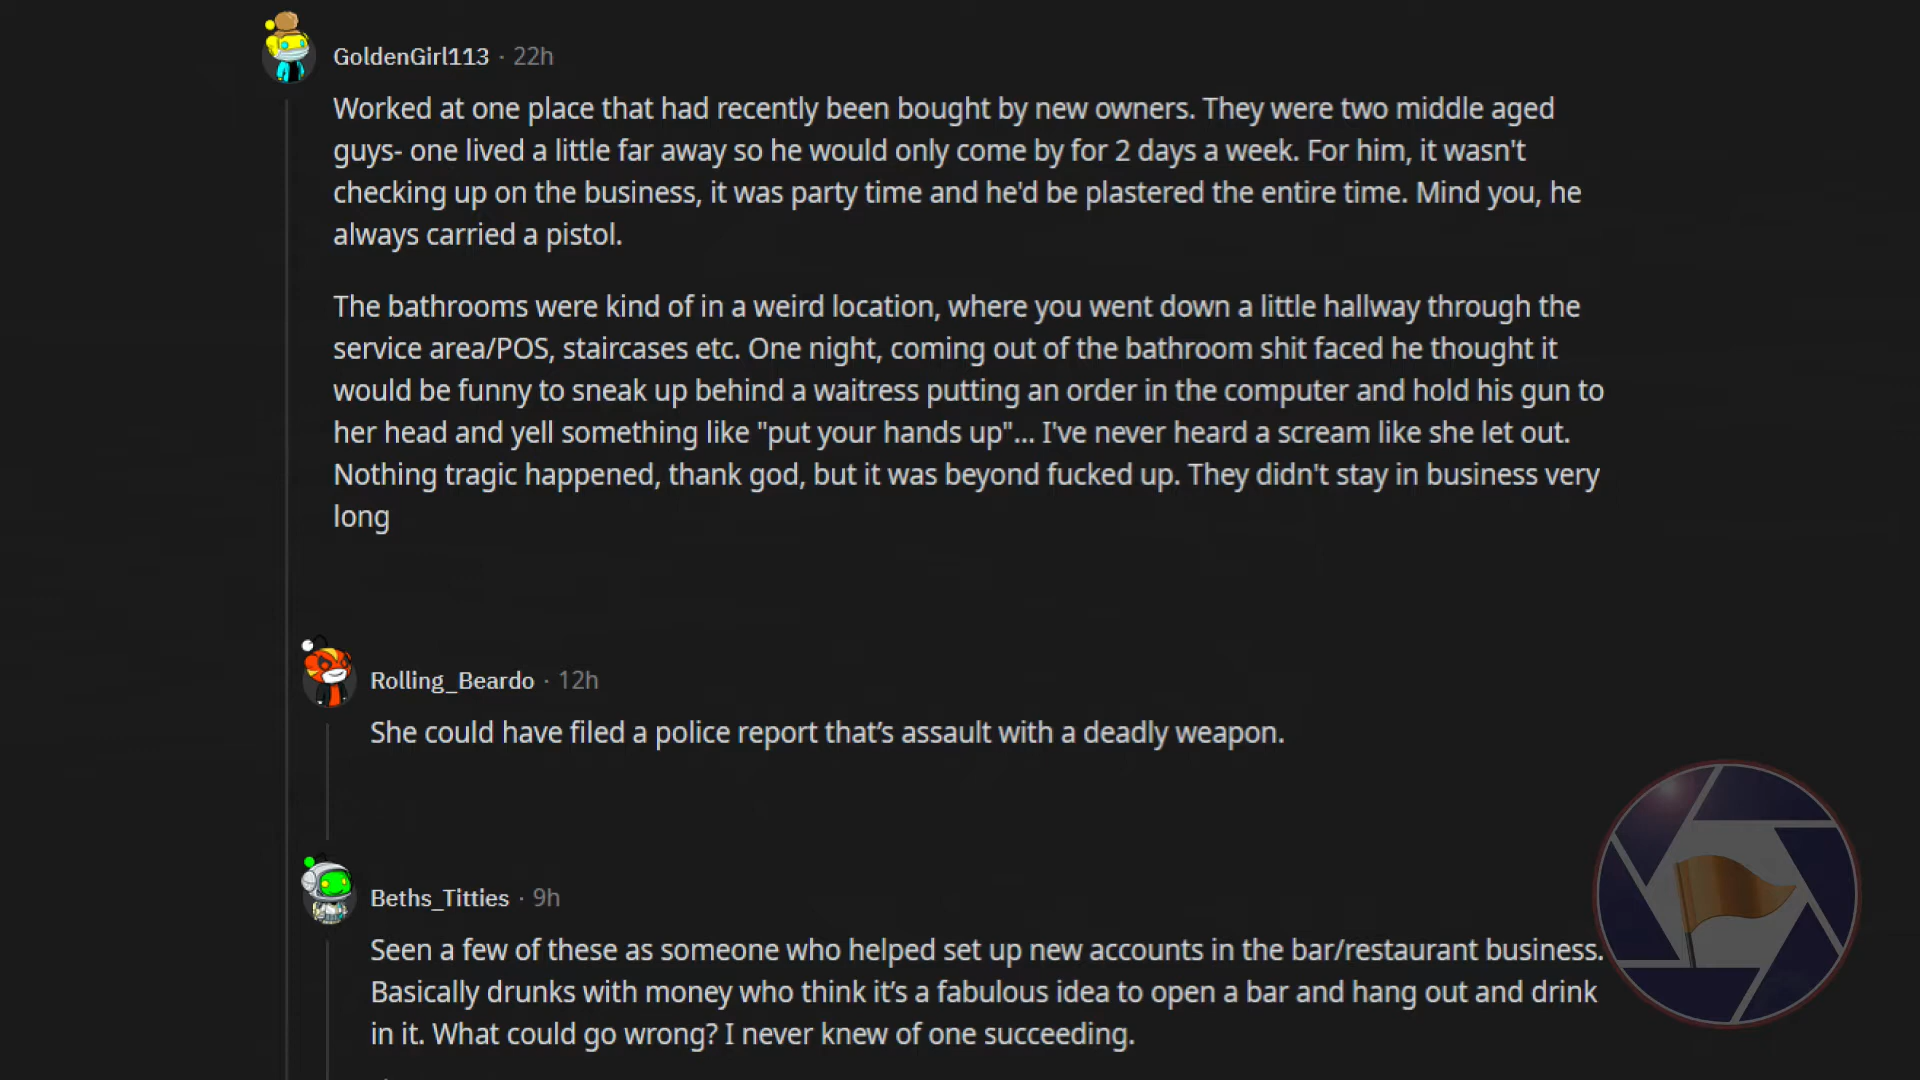 GoldenGirl113 · 22h
Worked at one place that had recently been bought by new owners. They were two middle aged
guys- one lived a little far away so he would only come by for 2 days a week. For him, it wasn't
checking up on the business, it was party time and he'd be plastered the entire time. Mind you, he
always carried a pistol.
The bathrooms were kind of in a weird location, where you went down a little hallway through the
service area/POS, staircases etc. One night, coming out of the bathroom shit faced he thought it
would be funny to sneak up behind a waitress putting an order in the computer and hold his gun to
her head and yell something like "put your hands up"... I've never heard a scream like she let out.
Nothing tragic happened, thank god, but it was beyond fucked up. They didn't stay in business very
long
Rolling_Beardo · 12h
She could have filed a police report that’s assault with a deadly weapon.
Beths_Titties · 9h
Seen a few of these as someone who helped set up new accounts in the bar/restaurant business.
Basically drunks with money who think it’s a fabulous idea to open a bar and hang out and drink
in it. What could go wrong? I never knew of one succeeding.